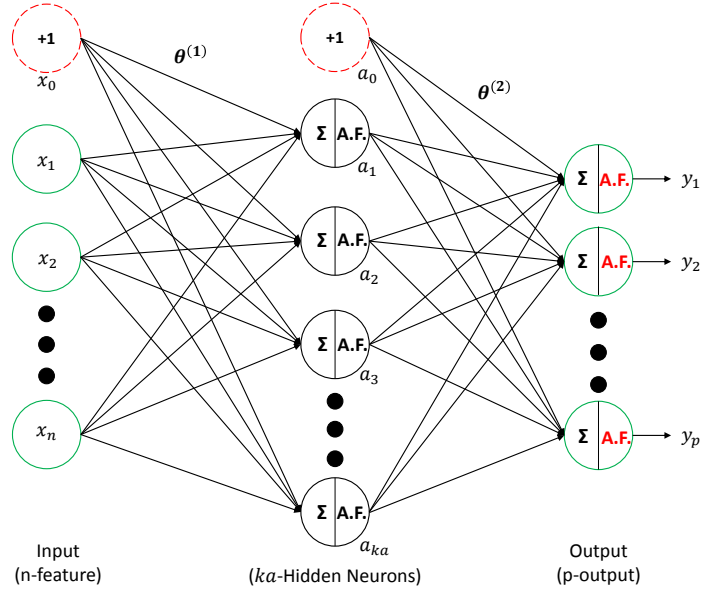 +1
x₀
θ⁽¹⁾
x₁
x₂
xₙ
Input
(n-feature)
+1
a₀
θ⁽²⁾
Σ A.F.
a₁
Σ A.F.
a₂
Σ A.F.
a₃
Σ A.F.
aₖₐ
(ka-Hidden Neurons)
Σ A.F. y₁
Σ A.F. y₂
Σ A.F. yₚ
Output
(p-output)